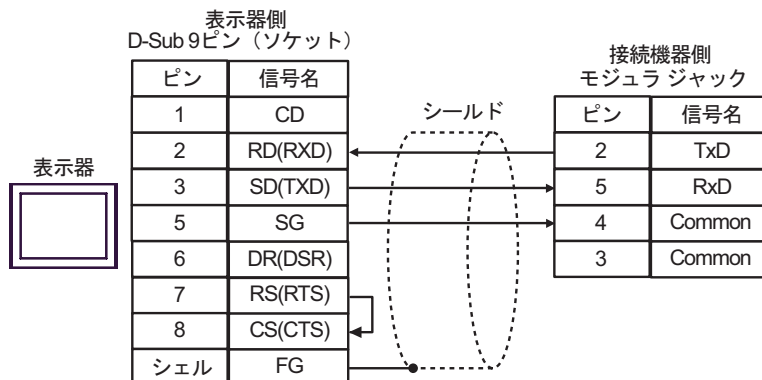 表示器側
D-Sub 9ピン（ソケット）
ピン 信号名
1 CD
2 RD(RXD)
3 SD(TXD)
5 SG
6 DR(DSR)
7 RS(RTS)
8 CS(CTS)
シェル FG
表示器
シールド
接続機器側
モジュラ ジャック
ピン 信号名
2 TxD
5 RxD
4 Common
3 Common